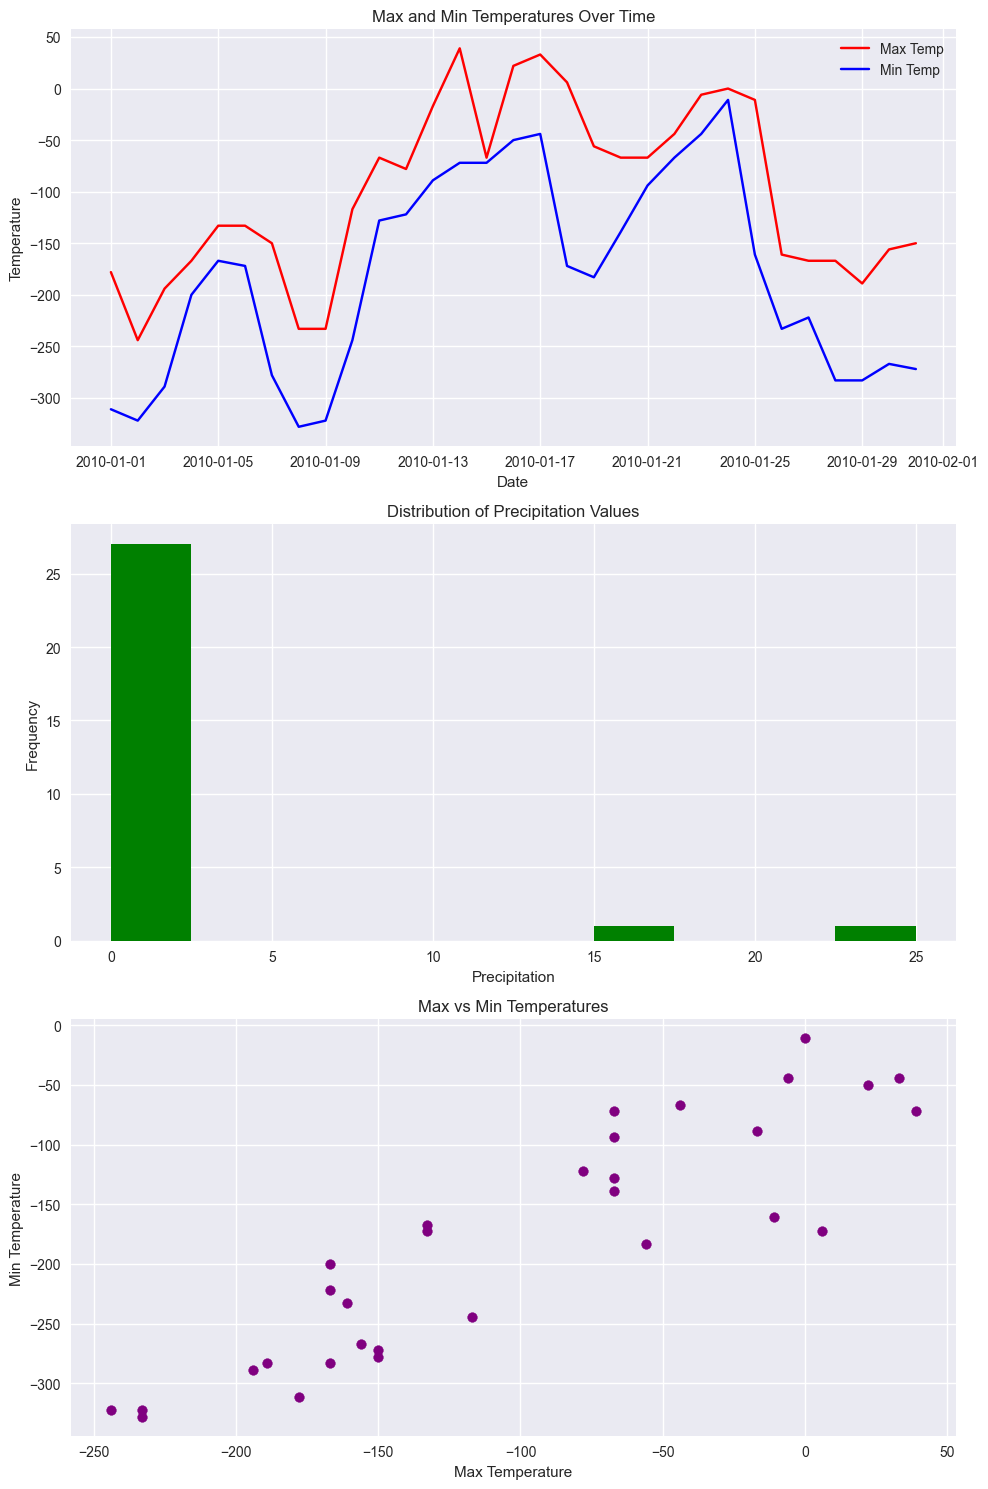 Max and Min Temperatures Over Time
Temperature
50
0
−50
−100
−150
−200
−250
−300
Max Temp
Min Temp
2010-01-01 2010-01-05 2010-01-09 2010-01-13 2010-01-17 2010-01-21 2010-01-25 2010-01-29 2010-02-01
Date
Distribution of Precipitation Values
Frequency
25
20
15
10
5
0
0 5 10 15 20 25
Precipitation
Max vs Min Temperatures
Min Temperature
0
−50
−100
−150
−200
−250
−300
−250 −200 −150 −100 −50 0 50
Max Temperature